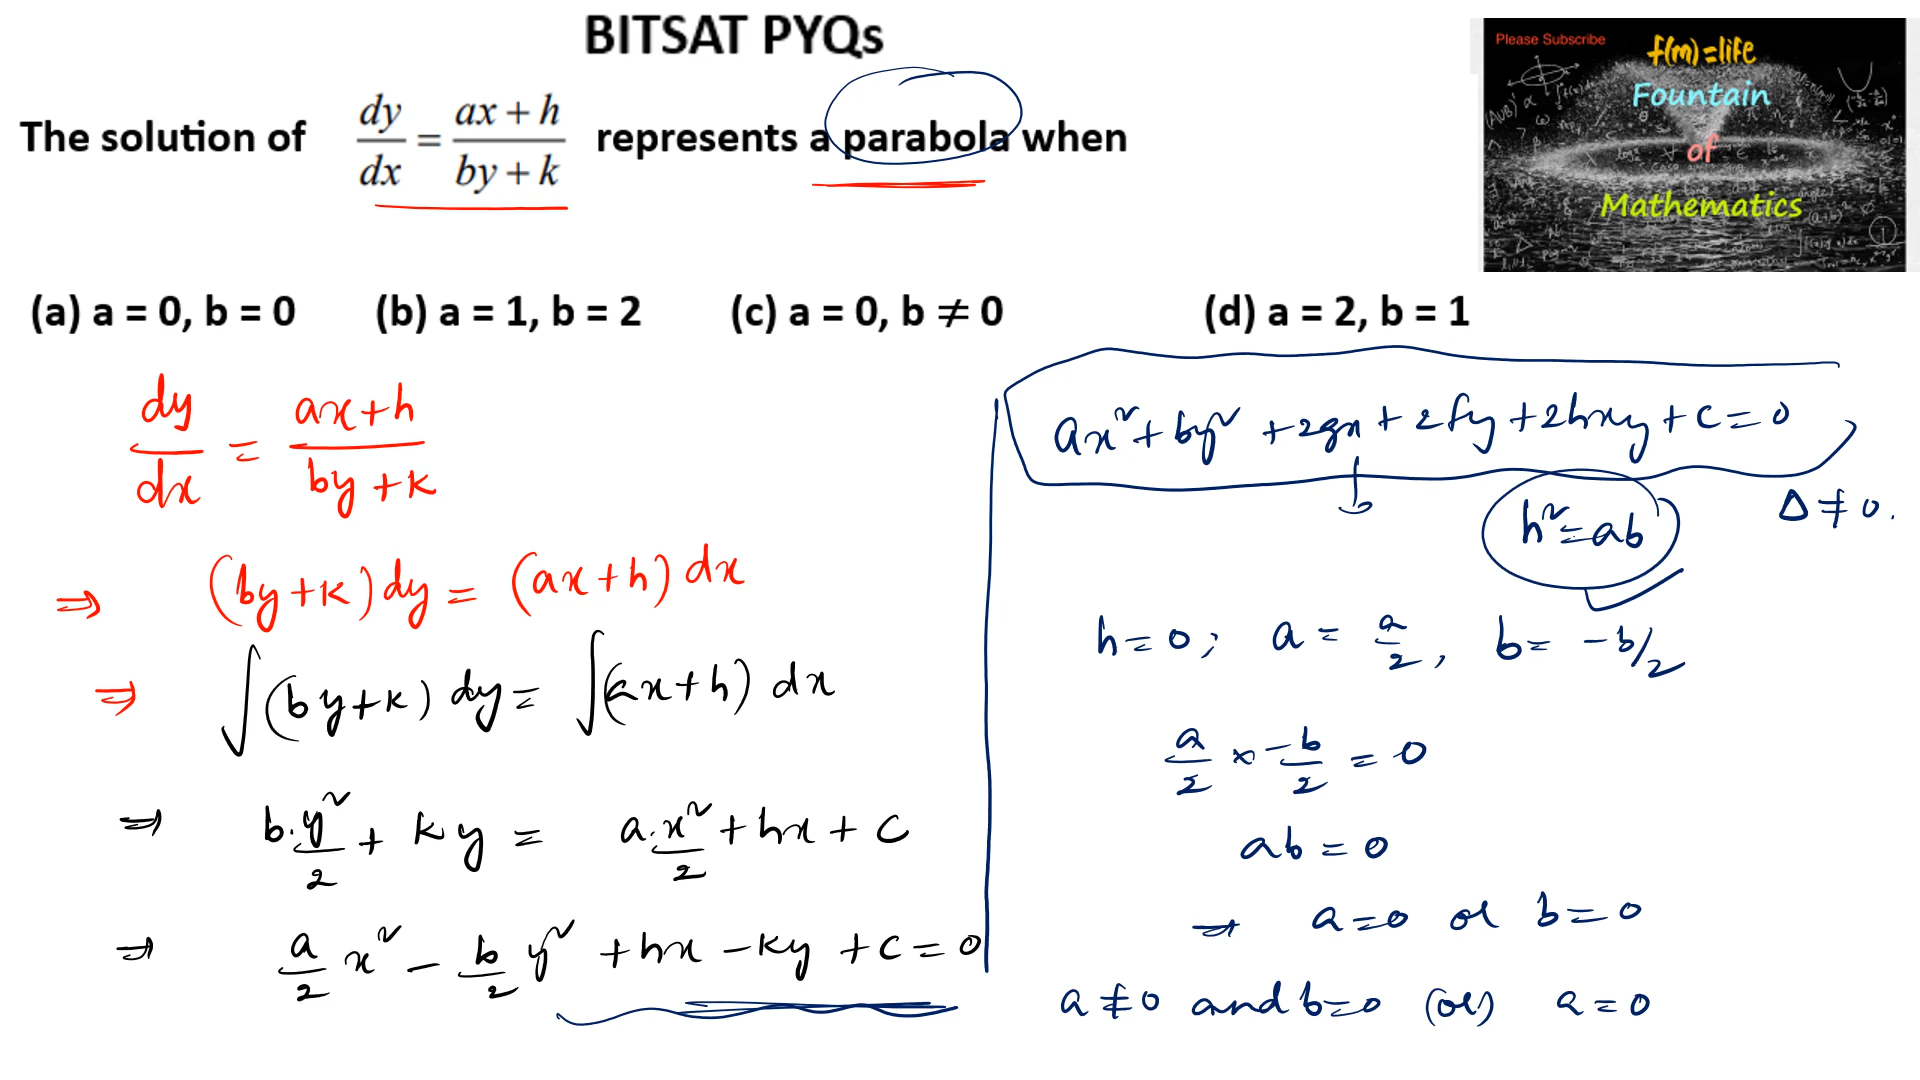 BITSAT PYQs
Please Subscribe
f(m)=life
Fountain
of
Mathematics
The solution of dy/dx = (ax + h)/(by + k) represents a parabola when
(a) a = 0, b = 0 (b) a = 1, b = 2 (c) a = 0, b ≠ 0 (d) a = 2, b = 1
dy/dx = (ax+h)/(by+k)
⇒ (by+k) dy = (ax+h) dx
⇒ ∫(by+k) dy = ∫(ax+h) dx
⇒ b.y²/2 + ky = a.x²/2 + hx + c
⇒ a/2 x² − b/2 y² + hx − ky + c = 0
ax² + by² + 2gx + 2fy + 2hxy + c = 0
h² = ab Δ ≠ 0.
h = 0; a = a/2, b = −b/2
a/2 × −b/2 = 0
ab = 0
⇒ a=0 or b=0
a ≠ 0 and b=0 (or) a = 0